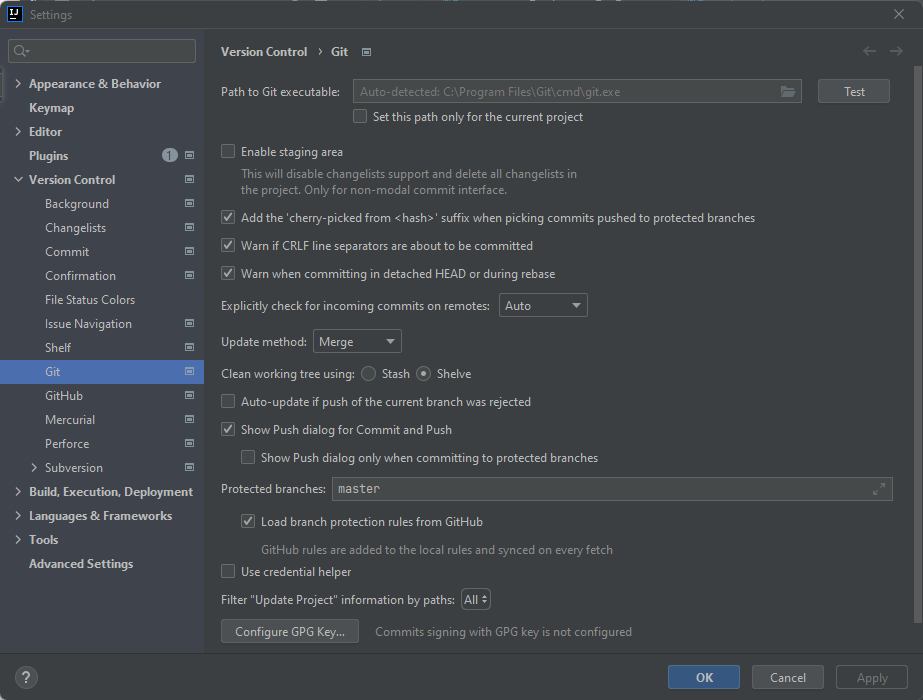 Settings
Appearance & Behavior
Keymap
Editor
Plugins 1
Version Control
Background
Changelists
Commit
Confirmation
File Status Colors
Issue Navigation
Shelf
Git
GitHub
Mercurial
Perforce
Subversion
Build, Execution, Deployment
Languages & Frameworks
Tools
Advanced Settings
Version Control › Git
Path to Git executable: Auto-detected: C:\Program Files\Git\cmd\git.exe Test
Set this path only for the current project
Enable staging area
This will disable changelists support and delete all changelists in
the project. Only for non-modal commit interface.
Add the 'cherry-picked from <hash>' suffix when picking commits pushed to protected branches
Warn if CRLF line separators are about to be committed
Warn when committing in detached HEAD or during rebase
Explicitly check for incoming commits on remotes: Auto
Update method: Merge
Clean working tree using: Stash Shelve
Auto-update if push of the current branch was rejected
Show Push dialog for Commit and Push
Show Push dialog only when committing to protected branches
Protected branches: master
Load branch protection rules from GitHub
GitHub rules are added to the local rules and synced on every fetch
Use credential helper
Filter "Update Project" information by paths: All
Configure GPG Key... Commits signing with GPG key is not configured
? OK Cancel Apply